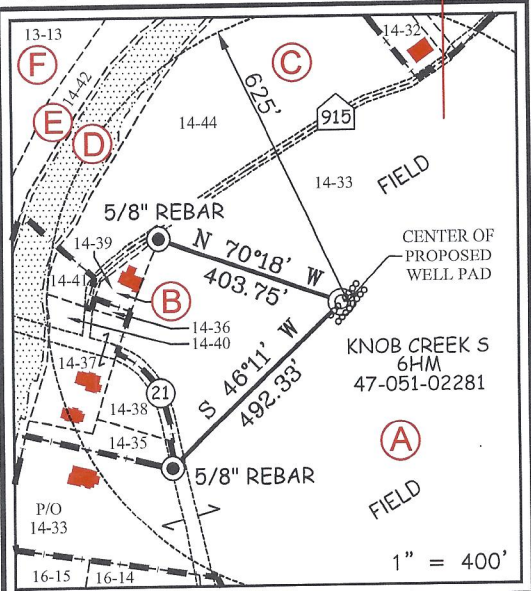 13-13
14-32
F
C
14-42
625'
E
D
14-44
915
14-33
FIELD
5/8" REBAR
N 70°18' W
403.75'
CENTER OF
PROPOSED
WELL PAD
14-39
14-41
B
14-36
14-40
S 46°11' W
492.33'
KNOB CREEK S
6HM
47-051-02281
14-37
21
14-38
A
14-35
5/8" REBAR
FIELD
P/O
14-33
1" = 400'
16-15
16-14